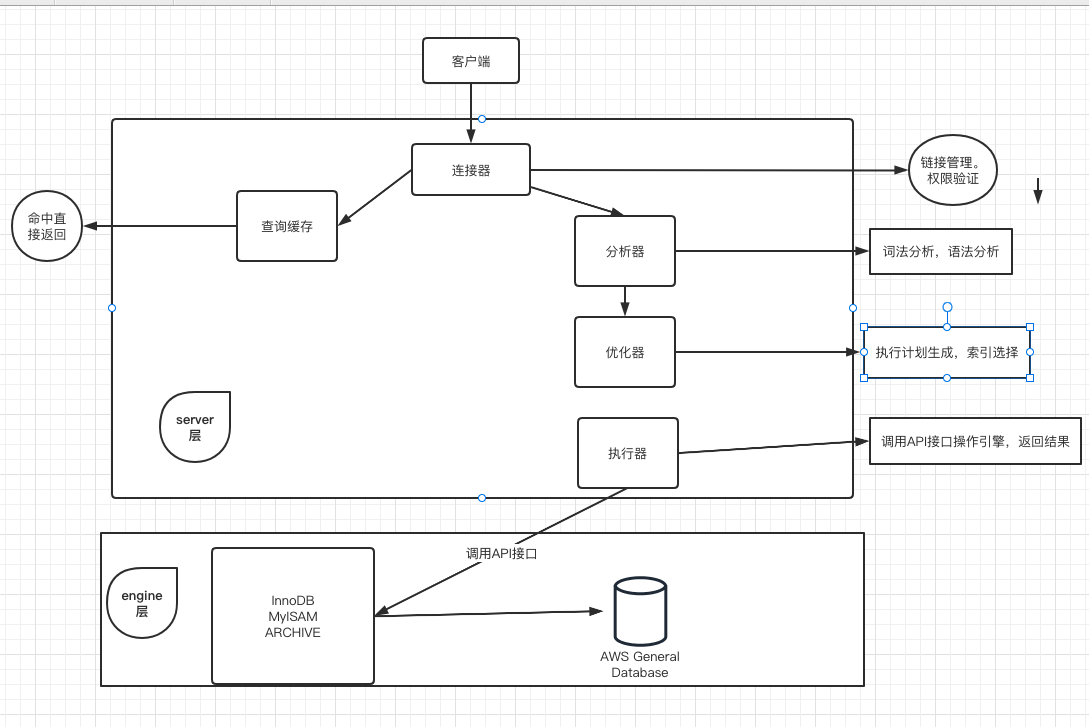 客户端
连接器
链接管理。
权限验证
命中直
接返回
查询缓存
分析器
词法分析，语法分析
优化器
执行计划生成，索引选择
server
层
执行器
调用API接口操作引擎，返回结果
调用API接口
engine
层
InnoDB
MyISAM
ARCHIVE
AWS General
Database